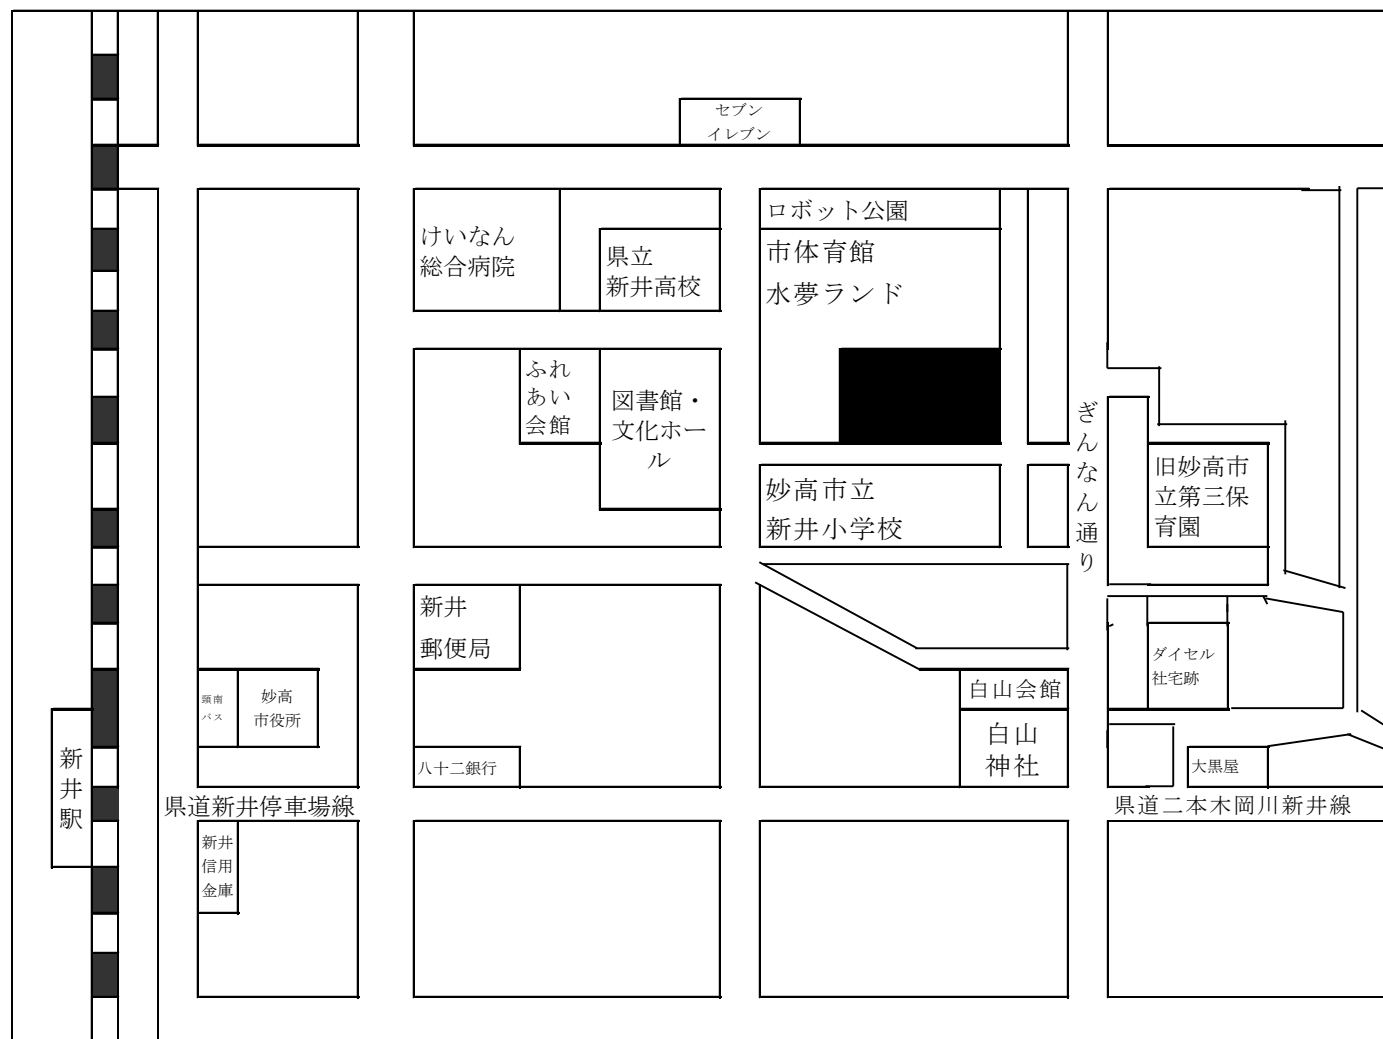 セブン
イレブン
ロボット公園
市体育館
水夢ランド
けいなん
総合病院
県立
新井高校
ふれ
あい
会館
図書館・
文化ホー
ル
ぎんなん通り
妙高市立
新井小学校
旧妙高市
立第三保
育園
新井
郵便局
ダイセル
社宅跡
頸南
バス
妙高
市役所
白山会館
白山
神社
新井駅
八十二銀行
大黒屋
県道新井停車場線
県道二本木岡川新井線
新井
信用
金庫